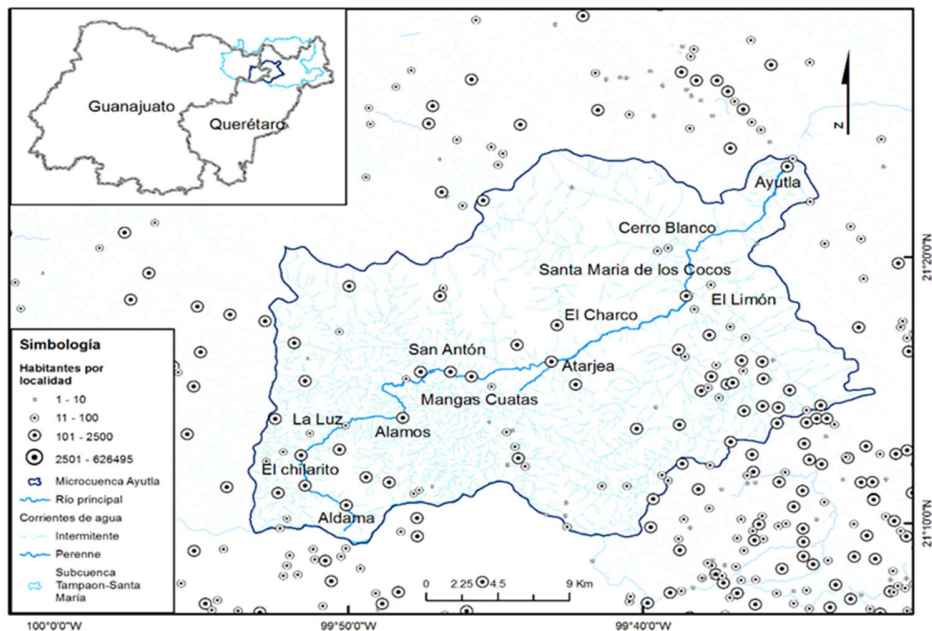 Guanajuato
Querétaro
N
Ayutla
Cerro Blanco
Santa Maria de los Cocos
El Limón
El Charco
San Antón
Atarjea
Mangas Cuatas
La Luz
Alamos
El chilarito
Aldama
Simbología
Habitantes por
localidad
1 - 10
11 - 100
101 - 2500
2501 - 626495
Microcuenca Ayutla
Río principal
Corrientes de agua
Intermitente
Perenne
Subcuenca
Tampaon-Santa
María
0 2.25 4.5 9 Km
21°20'0"N
21°10'0"N
100°0'0"W 99°50'0"W 99°40'0"W